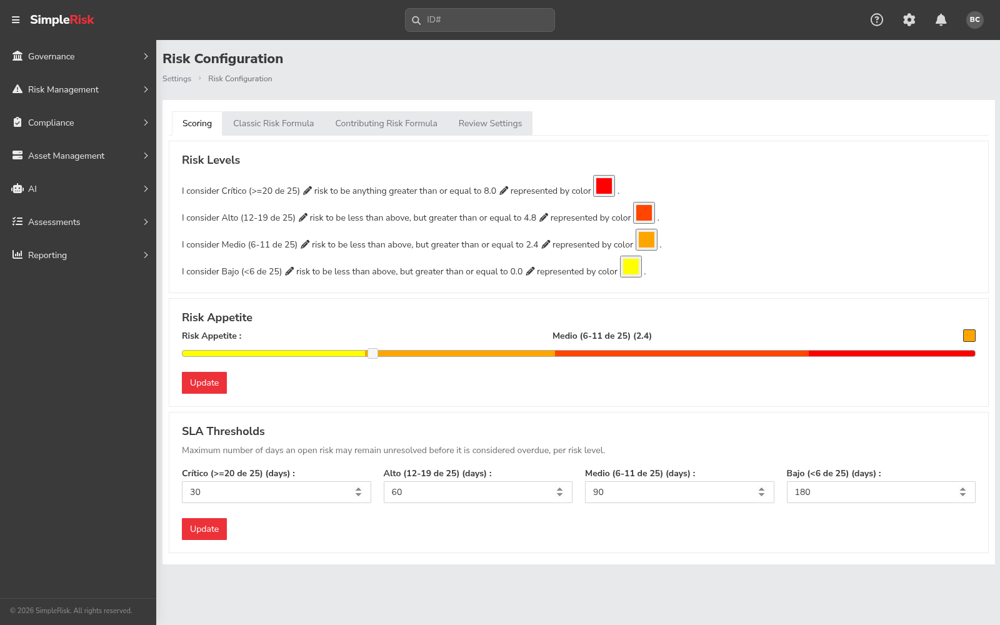 SimpleRisk
ID#
BC
Governance
Risk Management
Compliance
Asset Management
AI
Assessments
Reporting
© 2026 SimpleRisk. All rights reserved.
Risk Configuration
Settings > Risk Configuration
Scoring Classic Risk Formula Contributing Risk Formula Review Settings
Risk Levels
I consider Crítico (>=20 de 25) risk to be anything greater than or equal to 8.0 represented by color .
I consider Alto (12-19 de 25) risk to be less than above, but greater than or equal to 4.8 represented by color .
I consider Medio (6-11 de 25) risk to be less than above, but greater than or equal to 2.4 represented by color .
I consider Bajo (<6 de 25) risk to be less than above, but greater than or equal to 0.0 represented by color .
Risk Appetite
Risk Appetite : Medio (6-11 de 25) (2.4)
Update
SLA Thresholds
Maximum number of days an open risk may remain unresolved before it is considered overdue, per risk level.
Crítico (>=20 de 25) (days) : Alto (12-19 de 25) (days) : Medio (6-11 de 25) (days) : Bajo (<6 de 25) (days) :
30 60 90 180
Update